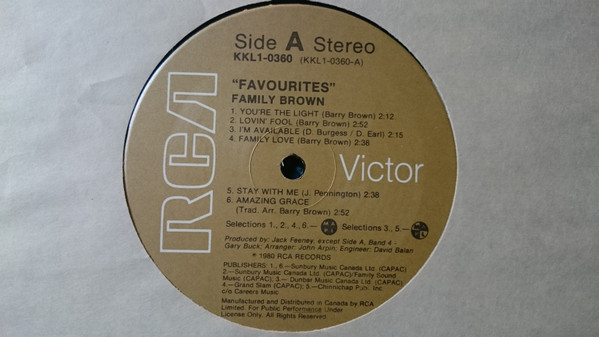 Side A Stereo
KKL1-0360 (KKL1-0360-A)
"FAVOURITES"
FAMILY BROWN
1. YOU'RE THE LIGHT (Barry Brown) 2:12
2. LOVIN' FOOL (Barry Brown) 2:52
3. I'M AVAILABLE (D. Burgess / D. Earl) 2:15
4. FAMILY LOVE (Barry Brown) 2:38
RCA
Victor
5. STAY WITH ME (J. Pennington) 2:38
6. AMAZING GRACE
(Trad. Arr. Barry Brown) 2:52
Selections 1., 2., 4., 6.—
Selections 3., 5.—
Produced by: Jack Feeney, except Side A, Band 4 -
Gary Buck, Arranger: John Arpin; Engineer: David Balan
1980 RCA RECORDS
PUBLISHERS: 1., 6.—Sunbury Music Canada Ltd. (CAPAC)
2.—Sunbury Music Canada Ltd. (CAPAC)/Family Sound
Music (CAPAC); 3.— Dunbar Music Canada Ltd. (CAPAC)
4.—Grand Slam (CAPAC); 5.—Chinnichap Pub. Inc.
c/o Careers Music
Manufactured and Distributed in Canada by RCA
Limited. For Public Performance Under
License Only. All Rights Reserved.